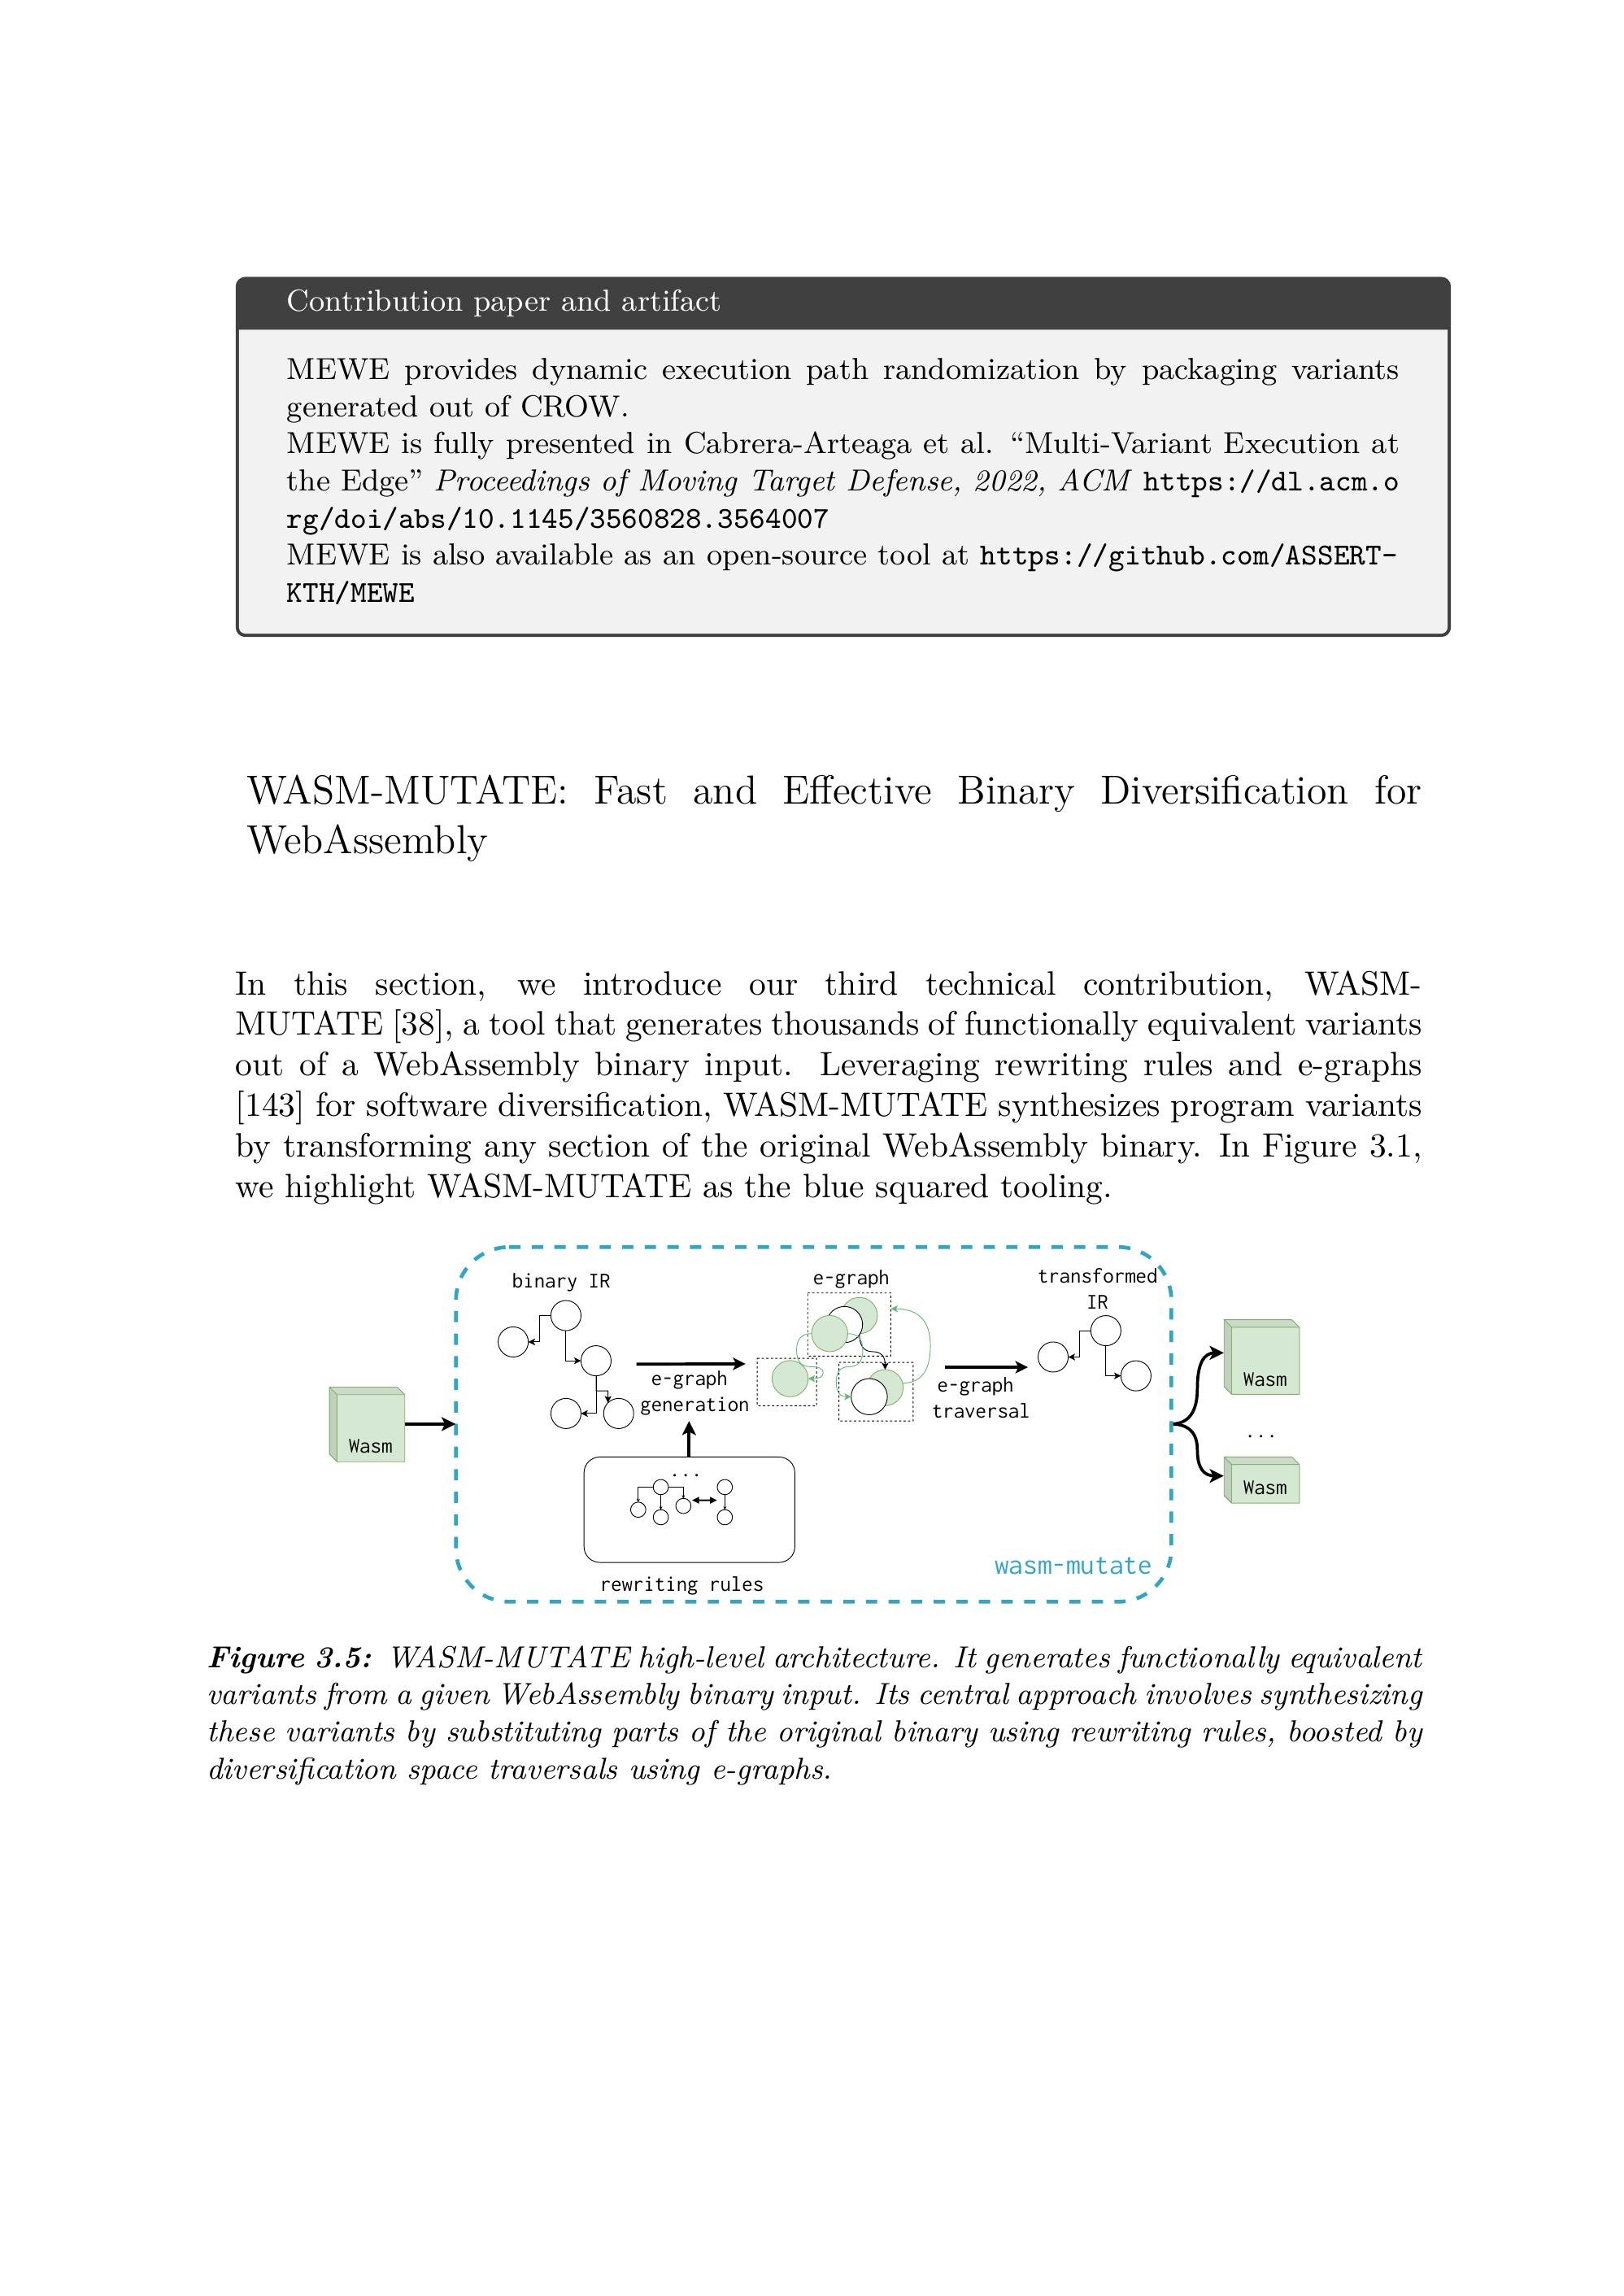 Contribution paper and artifact
MEWE provides dynamic execution path randomization by packaging variants
generated out of CROW.
MEWE is fully presented in Cabrera-Arteaga et al. “Multi-Variant Execution at
the Edge” Proceedings of Moving Target Defense, 2022, ACM https://dl.acm.o
rg/doi/abs/10.1145/3560828.3564007
MEWE is also available as an open-source tool at https://github.com/ASSERT-
KTH/MEWE
WASM-MUTATE: Fast and Effective Binary Diversification for
WebAssembly
In this section, we introduce our third technical contribution, WASM-
MUTATE [38], a tool that generates thousands of functionally equivalent variants
out of a WebAssembly binary input. Leveraging rewriting rules and e-graphs
[143] for software diversification, WASM-MUTATE synthesizes program variants
by transforming any section of the original WebAssembly binary. In Figure 3.1,
we highlight WASM-MUTATE as the blue squared tooling.
Wasm
binary IR
e-graph
generation
...
rewriting rules
e-graph
e-graph
traversal
transformed
IR
wasm-mutate
Wasm
...
Wasm
Figure 3.5: WASM-MUTATE high-level architecture. It generates functionally equivalent
variants from a given WebAssembly binary input. Its central approach involves synthesizing
these variants by substituting parts of the original binary using rewriting rules, boosted by
diversification space traversals using e-graphs.